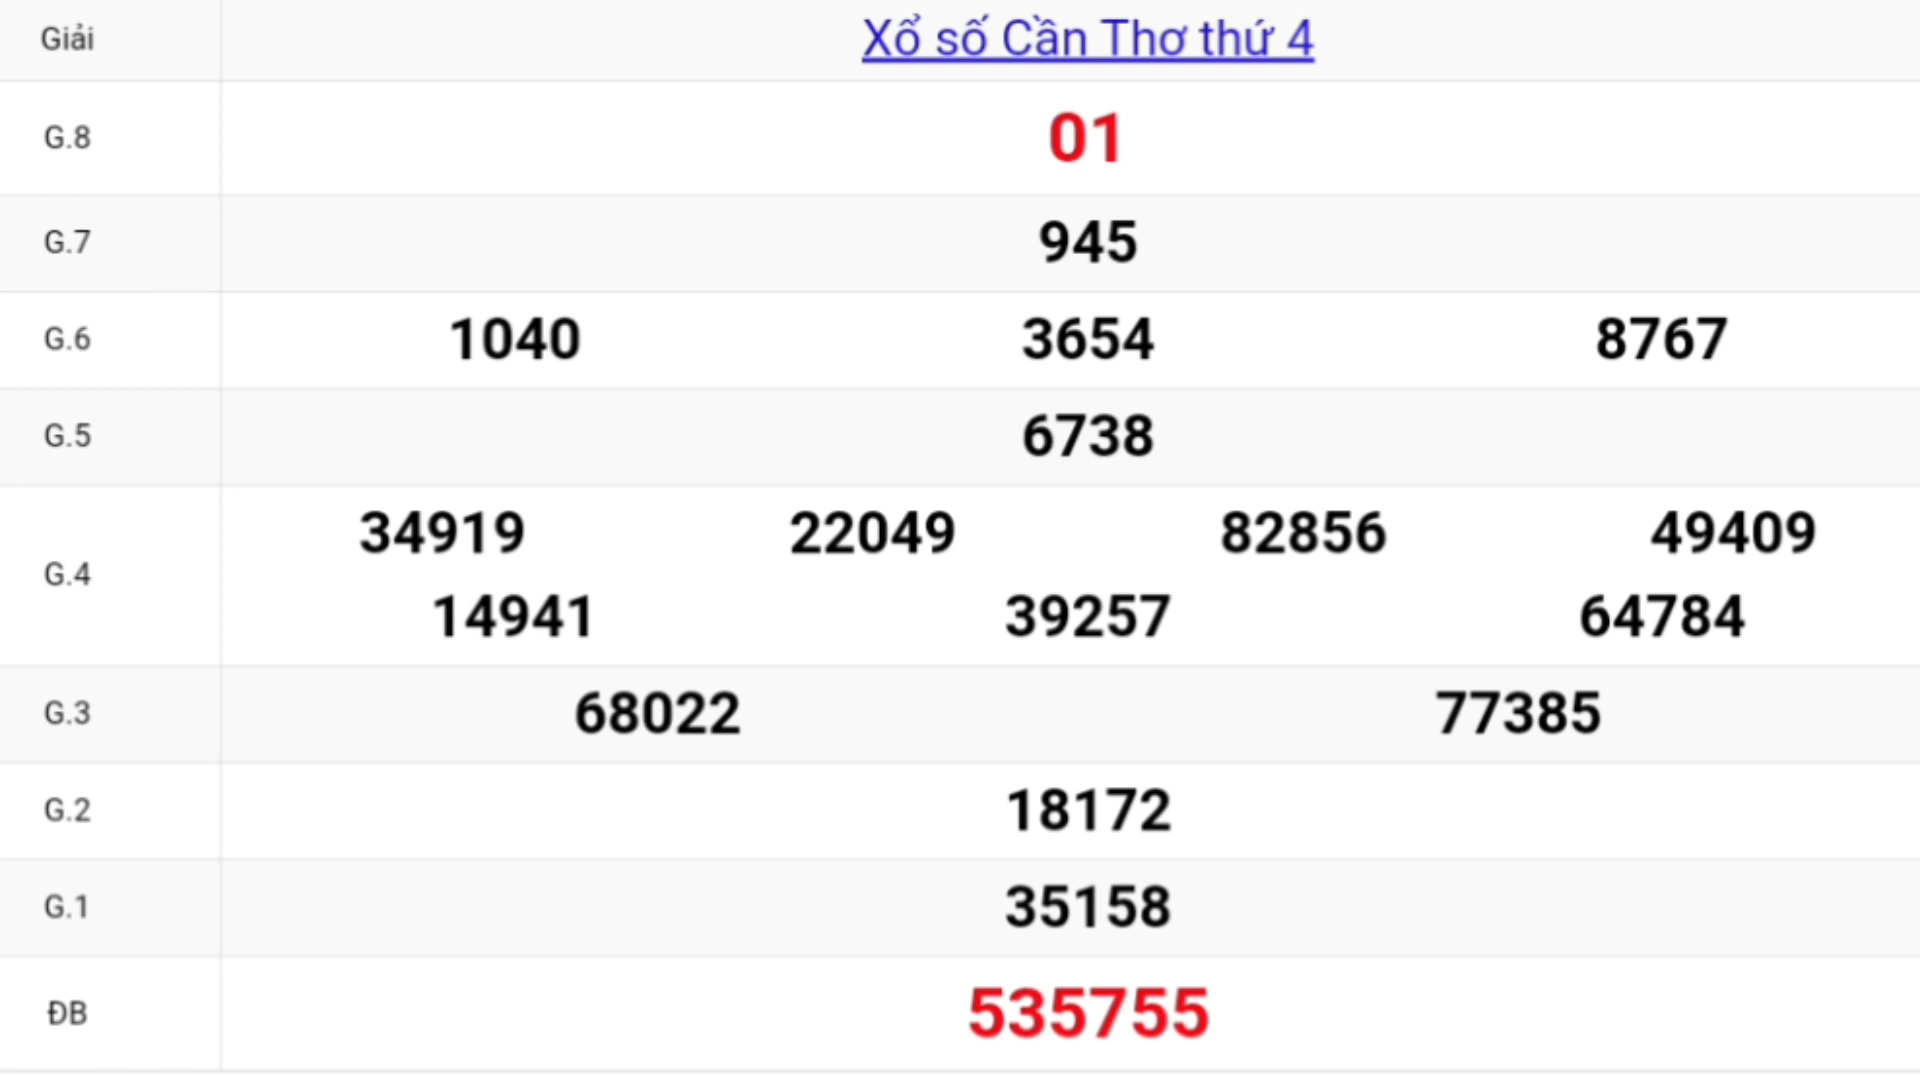 Giải Xổ số Cần Thơ thứ 4
G.8 01
G.7 945
G.6 1040 3654 8767
G.5 6738
G.4 34919 22049 82856 49409
14941 39257 64784
G.3 68022 77385
G.2 18172
G.1 35158
ĐB 535755